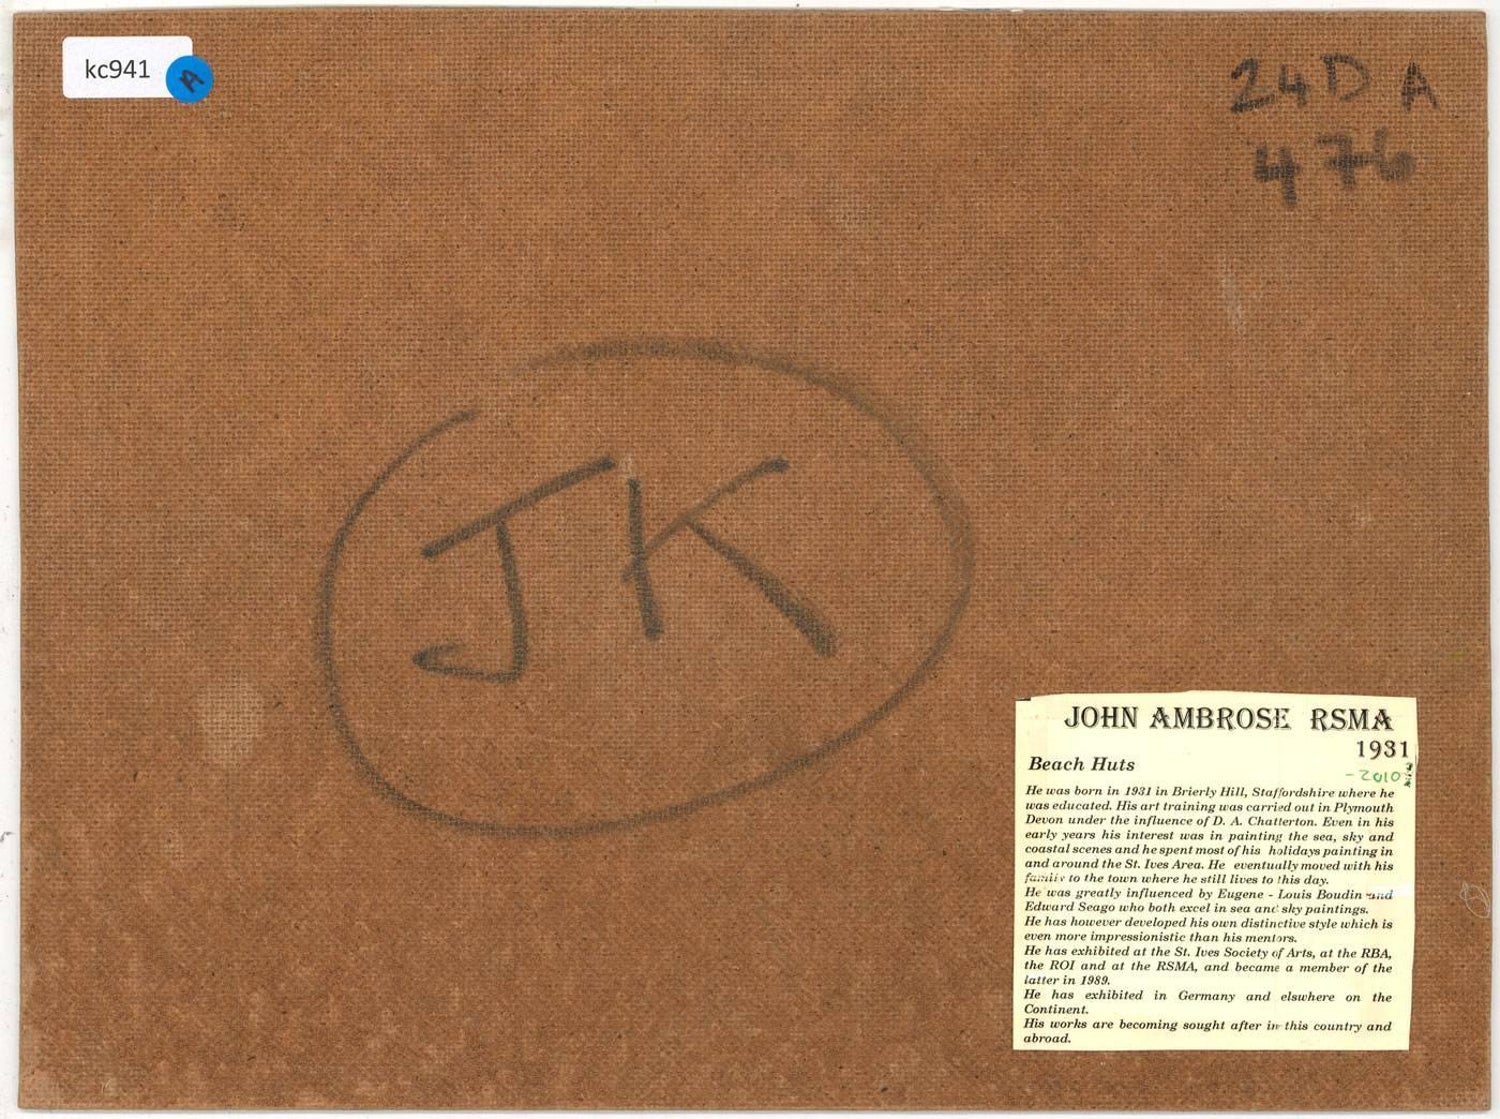 kc941
A
24D A
476
JK
JOHN AMBROSE RSMA
1931
Beach Huts
-2010
He was born in 1931 in Brierly Hill, Staffordshire where he
was educated. His art training was carried out in Plymouth
Devon under the influence of D. A. Chatterton. Even in his
early years his interest was in painting the sea, sky and
coastal scenes and he spent most of his holidays painting in
and around the St. Ives Area. He eventually moved with his
family to the town where he still lives to this day.
He was greatly influenced by Eugene - Louis Boudin and
Edward Seago who both excel in sea and sky paintings.
He has however developed his own distinctive style which is
even more impressionistic than his mentors.
He has exhibited at the St. Ives Society of Arts, at the RBA,
the ROI and at the RSMA, and became a member of the
latter in 1989.
He has exhibited in Germany and elswhere on the
Continent.
His works are becoming sought after in this country and
abroad.